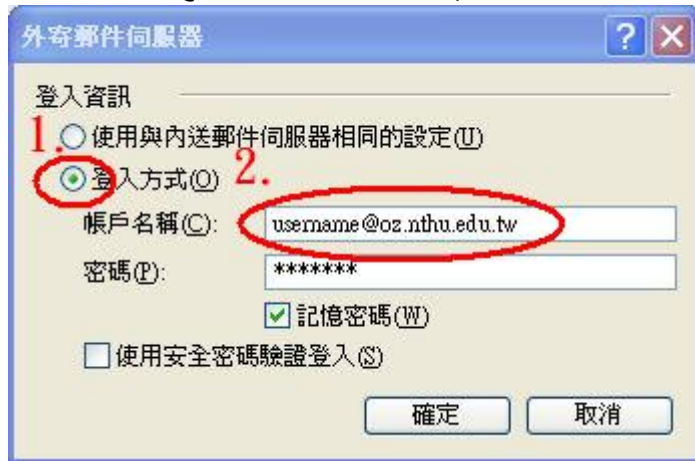 外寄郵件伺服器
登入資訊
1.
使用與內送郵件伺服器相同的設定(U)
登入方式(O)
2.
帳戶名稱(C): username@oz.nthu.edu.tw
密碼(P): *******
記憶密碼(W)
使用安全密碼驗證登入(S)
確定 取消